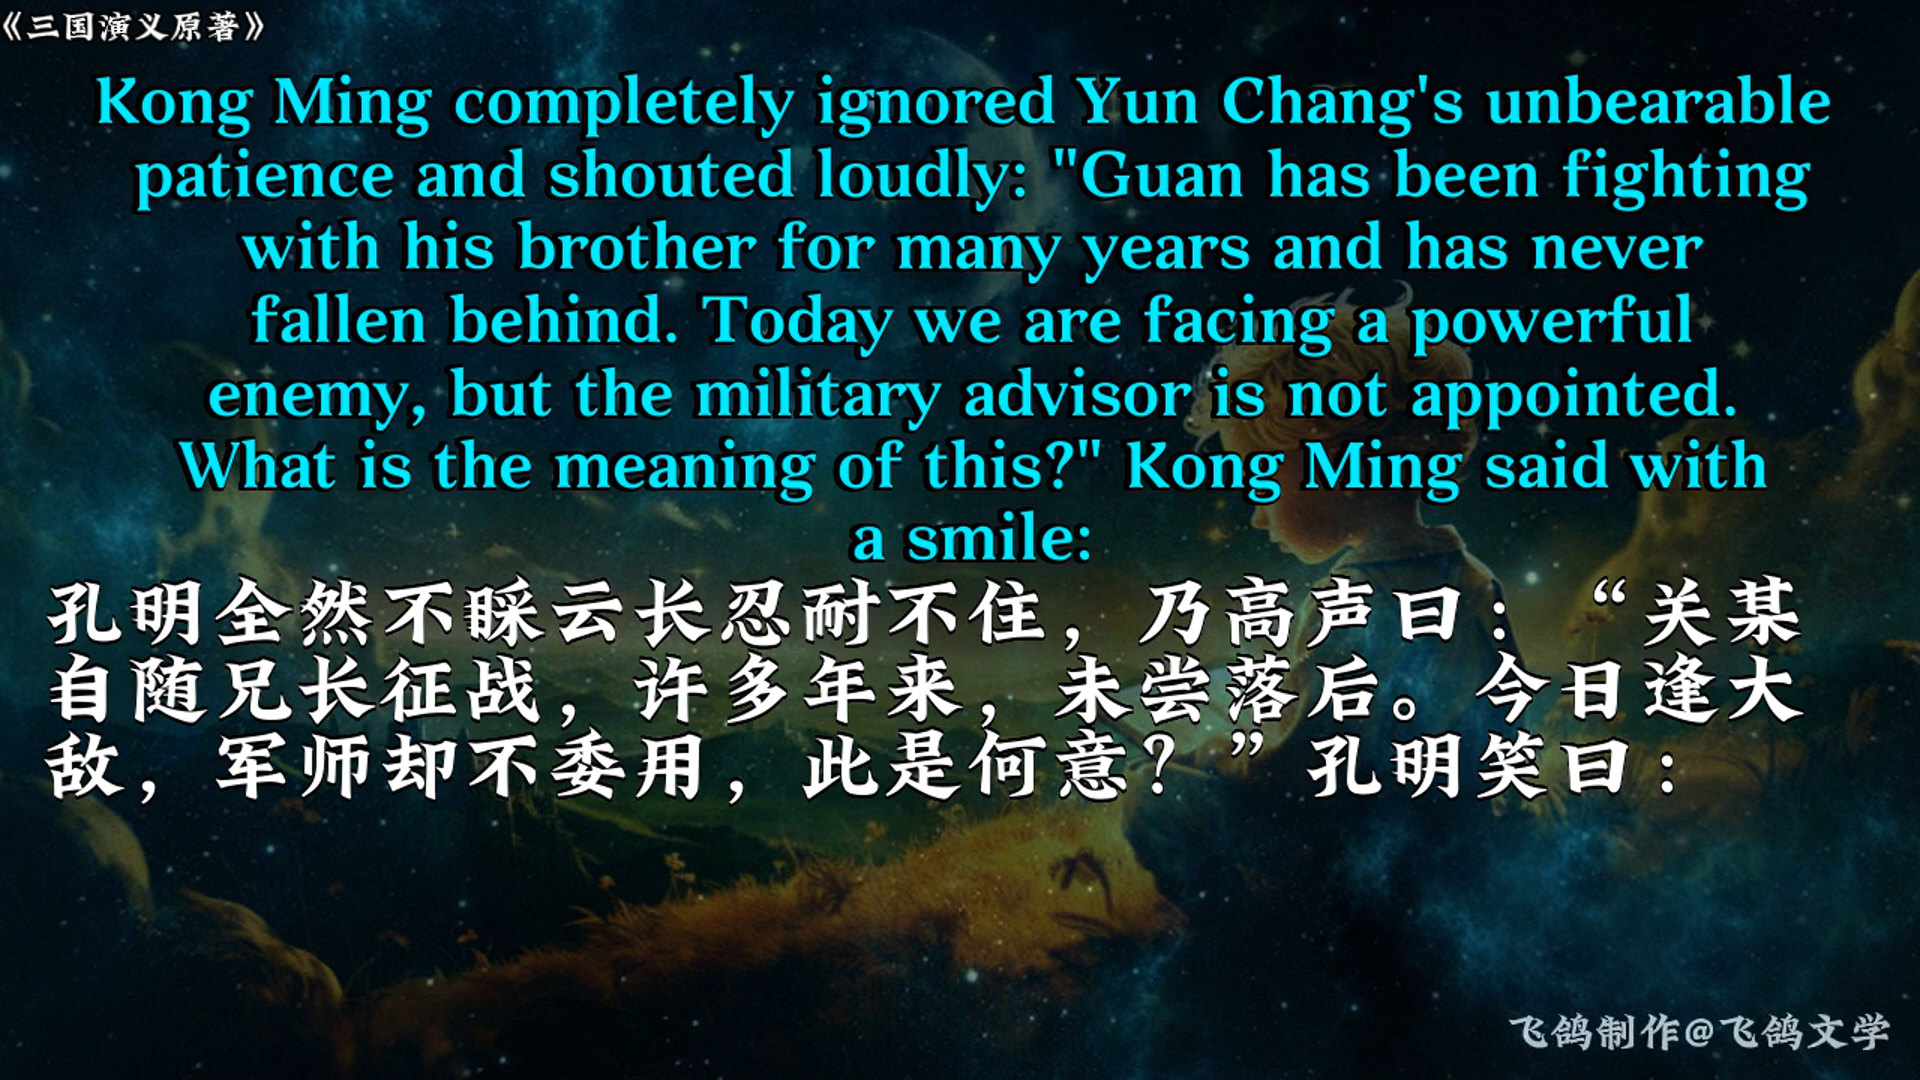 《三国演义原著》
Kong Ming completely ignored Yun Chang's unbearable
patience and shouted loudly: "Guan has been fighting
with his brother for many years and has never
fallen behind. Today we are facing a powerful
enemy, but the military advisor is not appointed.
What is the meaning of this?" Kong Ming said with
a smile:
孔明全然不睬云长忍耐不住，乃高声曰：“关某
自随兄长征战，许多年来，未尝落后。今日逢大
敌，军师却不委用，此是何意？”孔明笑曰：
飞鸽制作@飞鸽文学